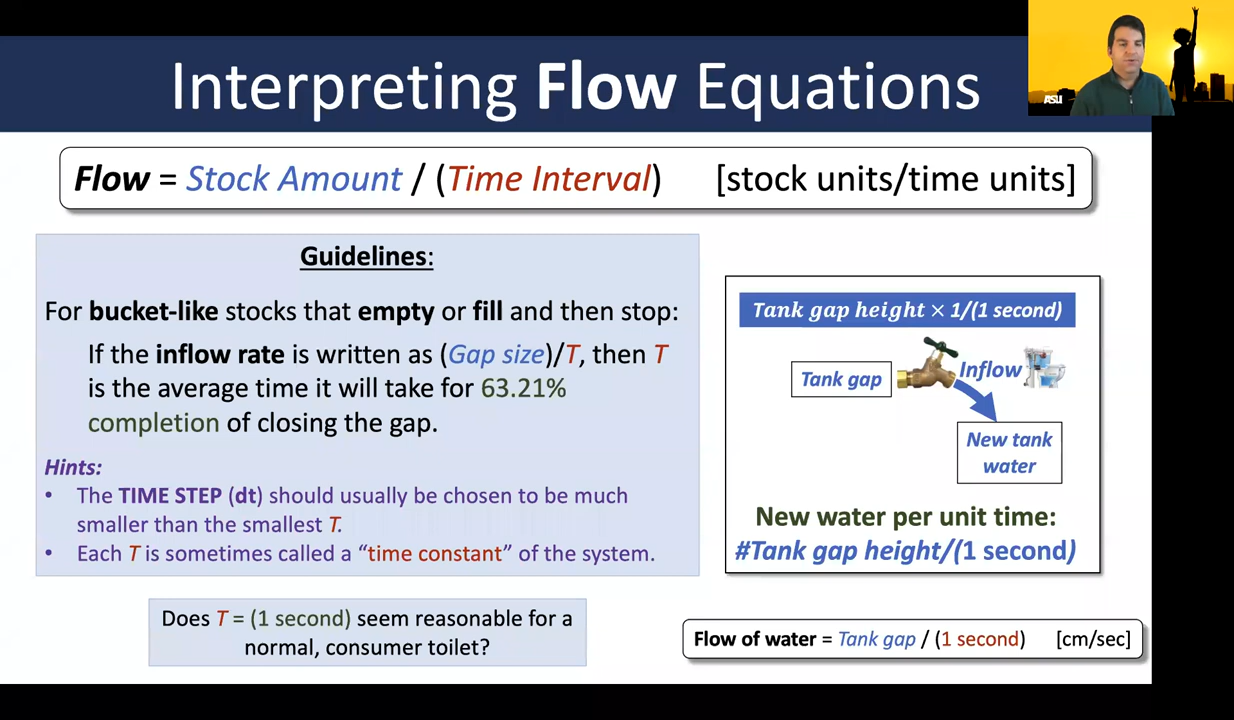 Interpreting Flow Equations
ASU
Flow = Stock Amount / (Time Interval) [stock units/time units]
Guidelines:
For bucket-like stocks that empty or fill and then stop:
If the inflow rate is written as (Gap size)/T, then T
is the average time it will take for 63.21%
completion of closing the gap.
Hints:
• The TIME STEP (dt) should usually be chosen to be much
smaller than the smallest T.
• Each T is sometimes called a “time constant” of the system.
Does T = (1 second) seem reasonable for a
normal, consumer toilet?
Tank gap height × 1/(1 second)
Tank gap
Inflow
New tank
water
New water per unit time:
#Tank gap height/(1 second)
Flow of water = Tank gap / (1 second) [cm/sec]